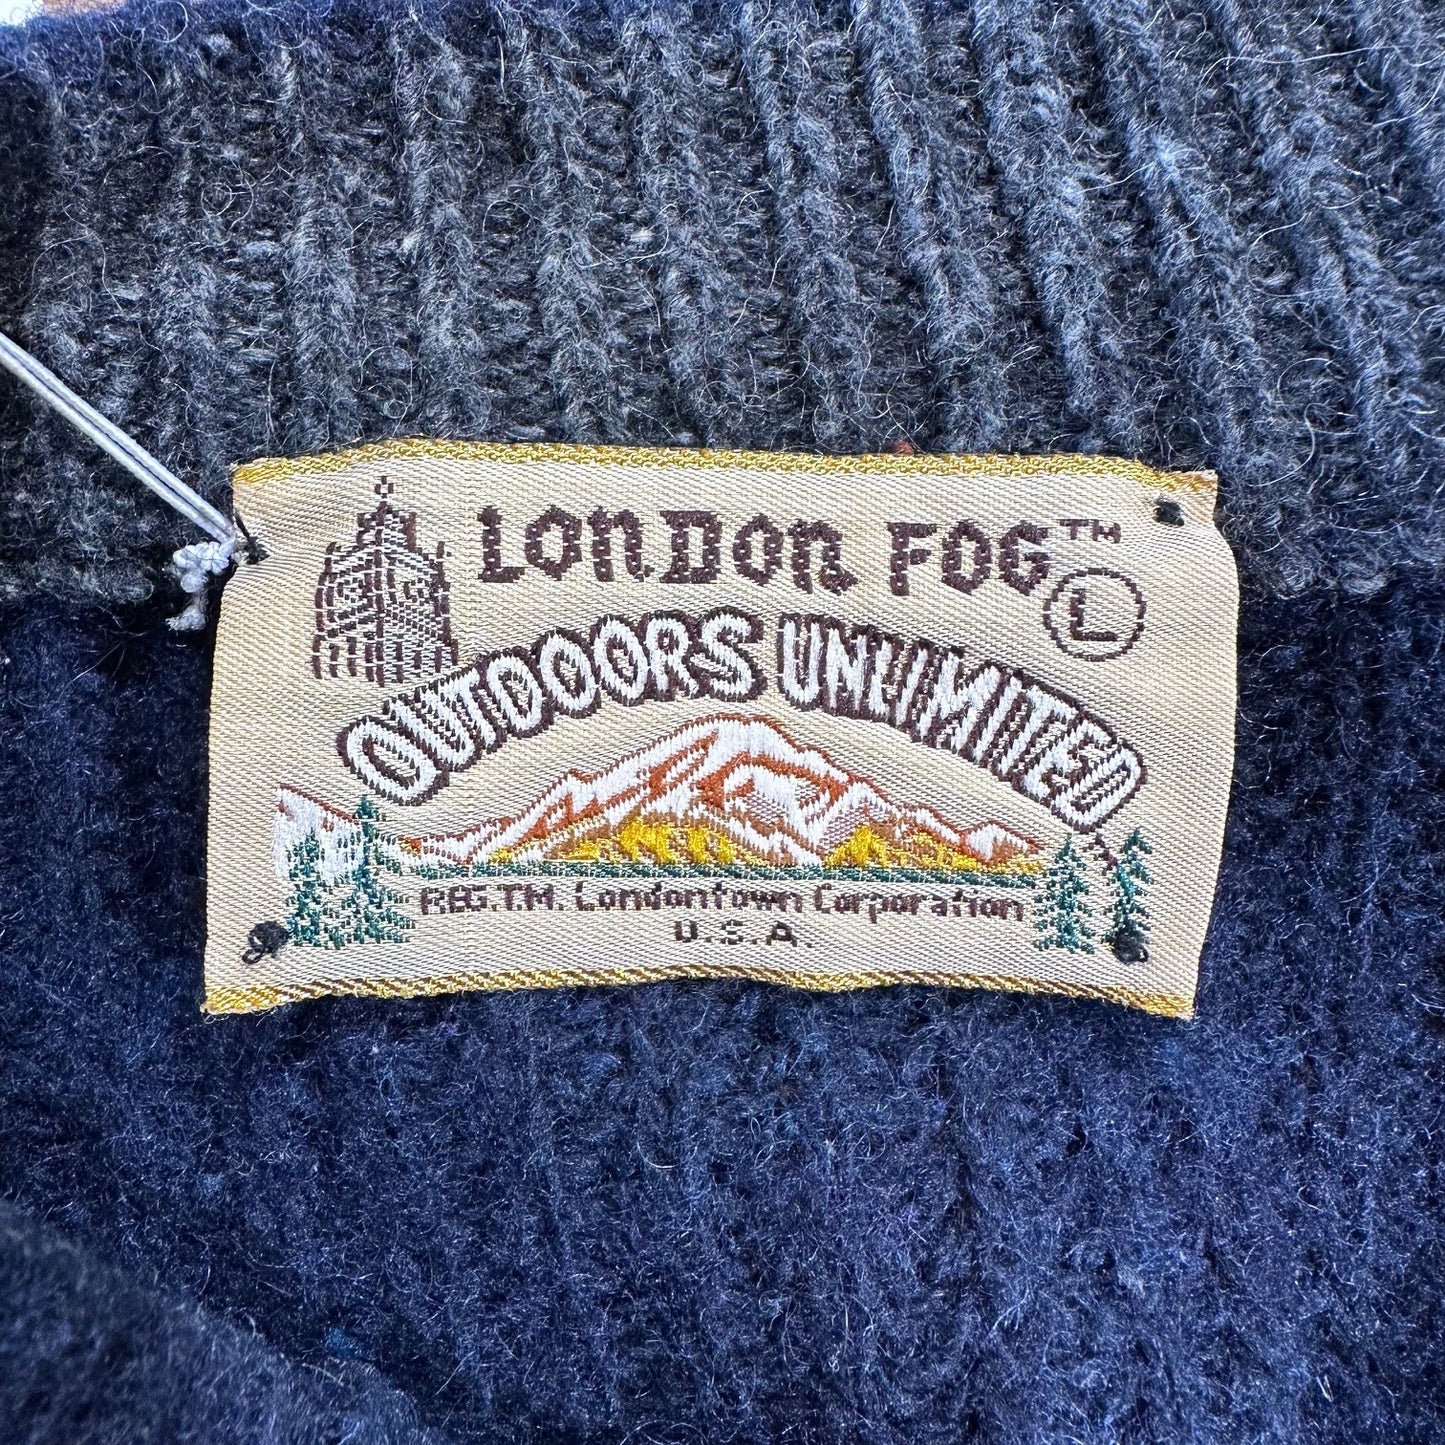 LONDON FOG™
L
OUTDOORS UNLIMITED
REG.T.M. Londontown Corporation
U.S.A.